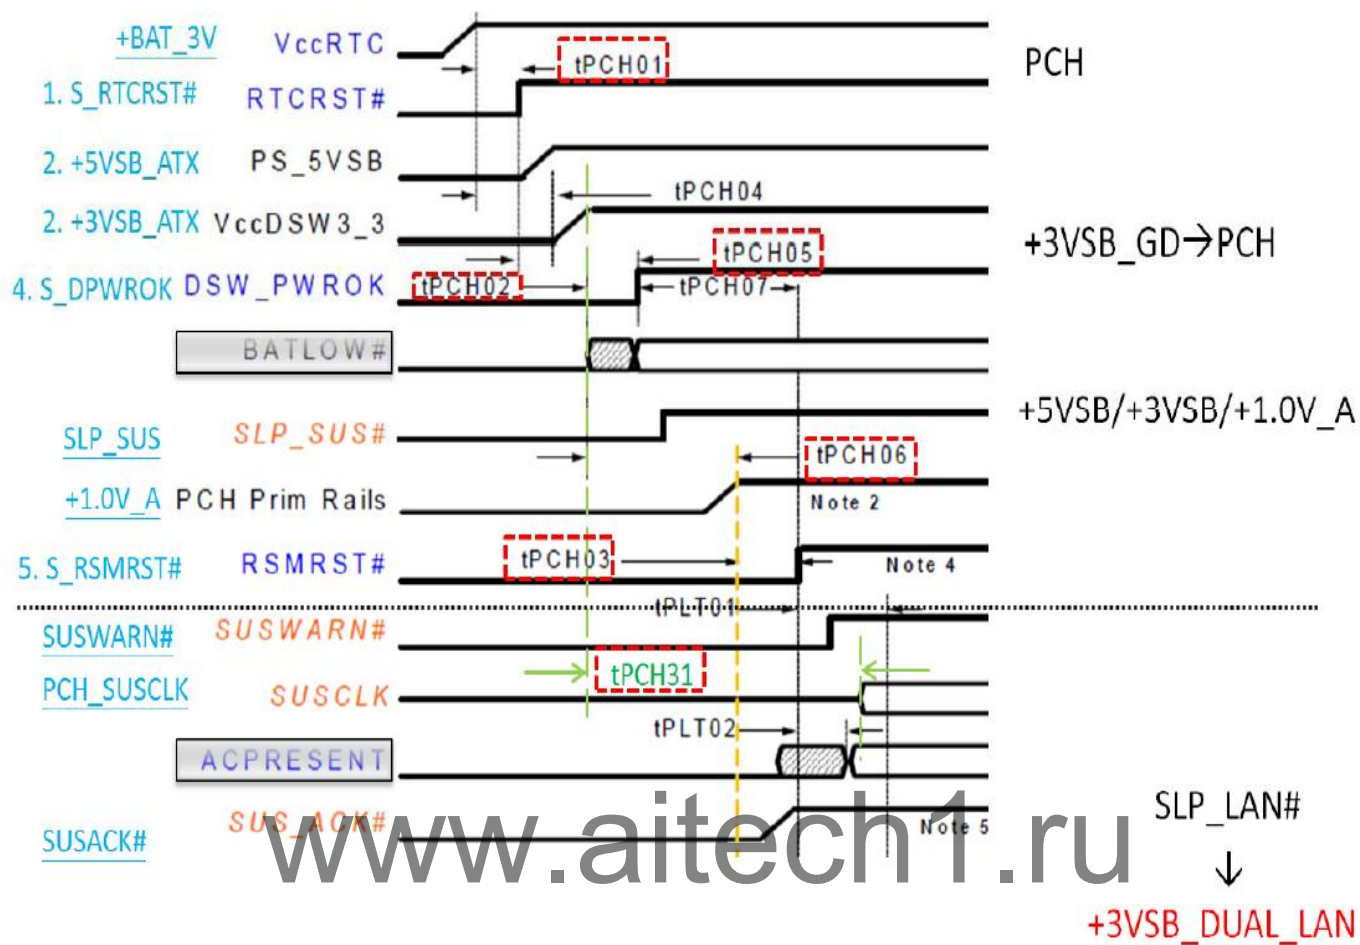 +BAT_3V VccRTC tPCH01 PCH
1. S_RTCRST# RTCRST#
2. +5VSB_ATX PS_5VSB
2. +3VSB_ATX VccDSW3_3 tPCH04
+3VSB_GD→PCH
tPCH05
4. S_DPWROK DSW_PWROK tPCH02 tPCH07
BATLOW#
+5VSB/+3VSB/+1.0V_A
SLP_SUS SLP_SUS# tPCH06
+1.0V_A PCH Prim Rails Note 2
5. S_RSMRST# RSMRST# tPCH03 Note 4
tPLT01
SUSWARN# SUSWARN#
tPCH31
PCH_SUSCLK SUSCLK
tPLT02
ACPRESENT
SLP_LAN#
SUSACK# SUS_ACK# Note 5
www.aitech1.ru
↓
+3VSB_DUAL_LAN